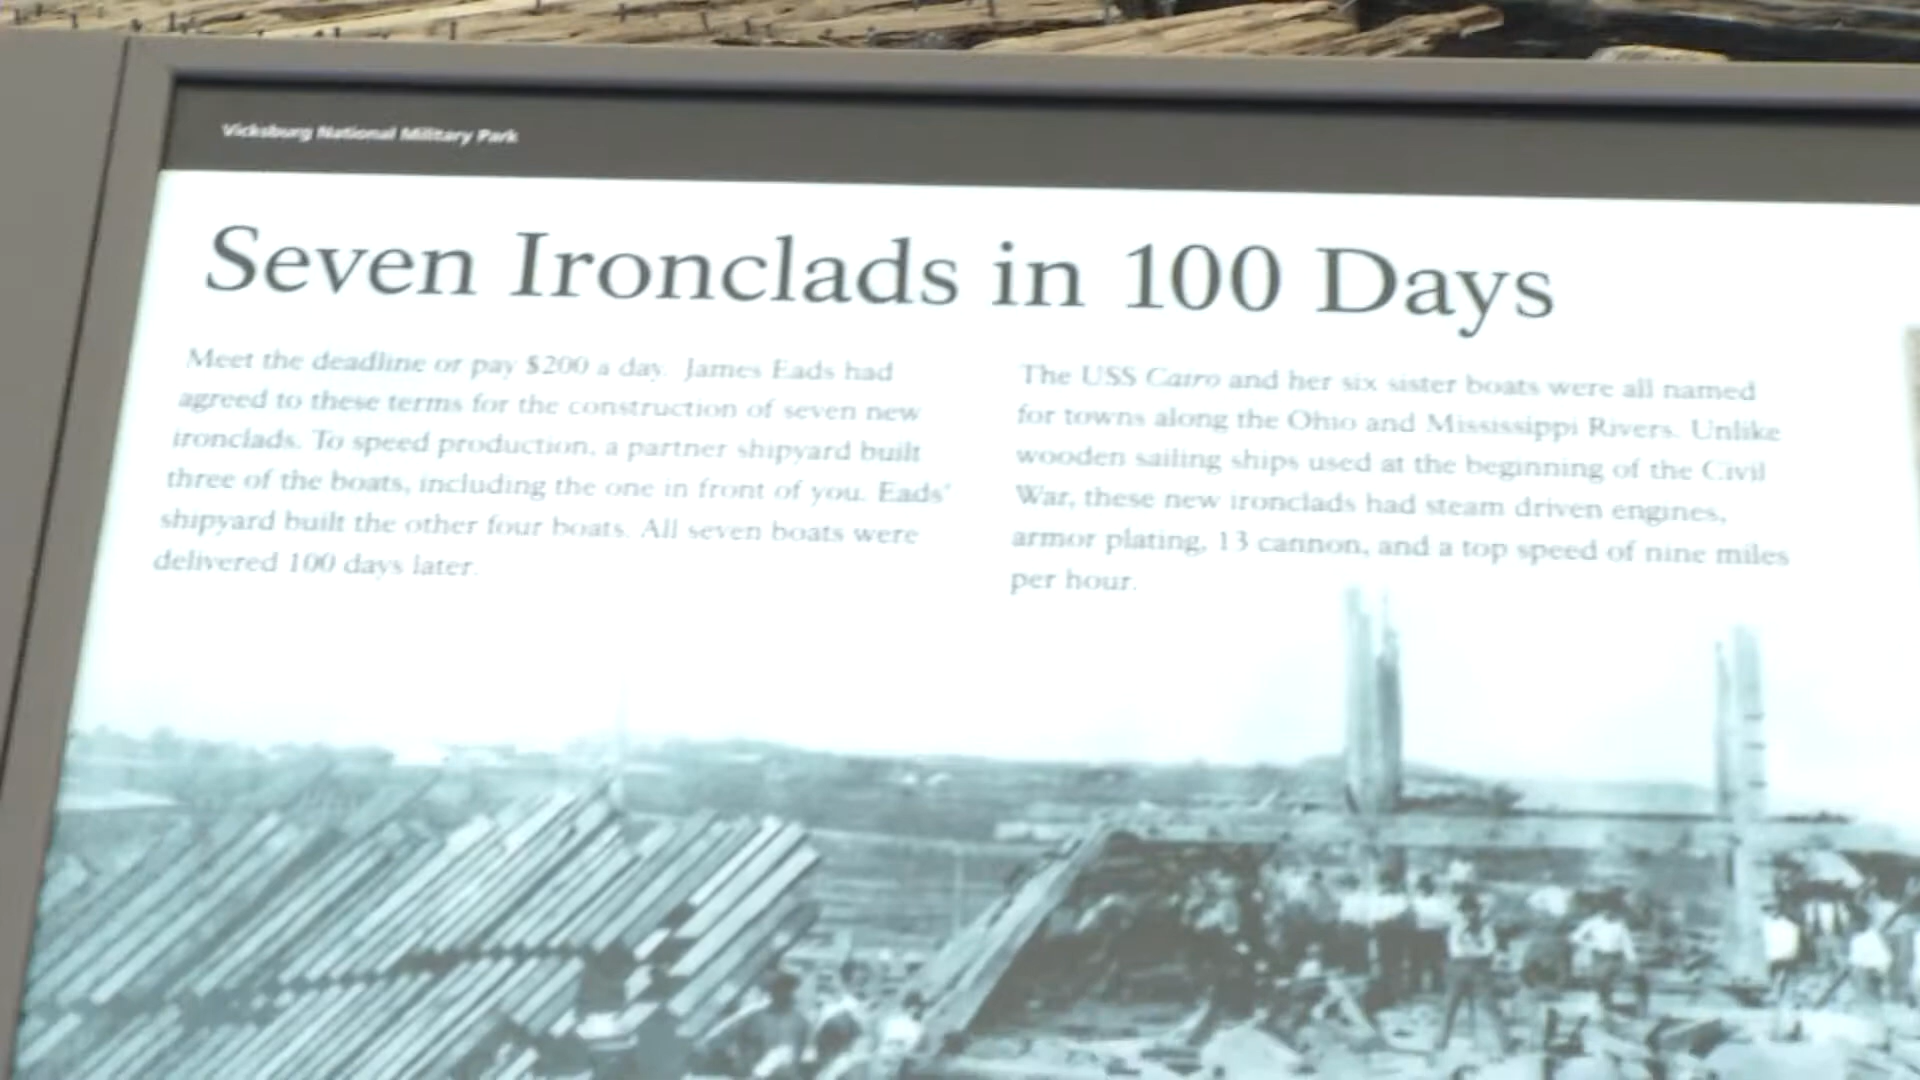 Vicksburg National Military Park
Seven Ironclads in 100 Days
Meet the deadline or pay $200 a day. James Eads had
agreed to these terms for the construction of seven new
ironclads. To speed production, a partner shipyard built
three of the boats, including the one in front of you. Eads'
shipyard built the other four boats. All seven boats were
delivered 100 days later.
The USS Cairo and her six sister boats were all named
for towns along the Ohio and Mississippi Rivers. Unlike
wooden sailing ships used at the beginning of the Civil
War, these new ironclads had steam driven engines,
armor plating, 13 cannon, and a top speed of nine miles
per hour.